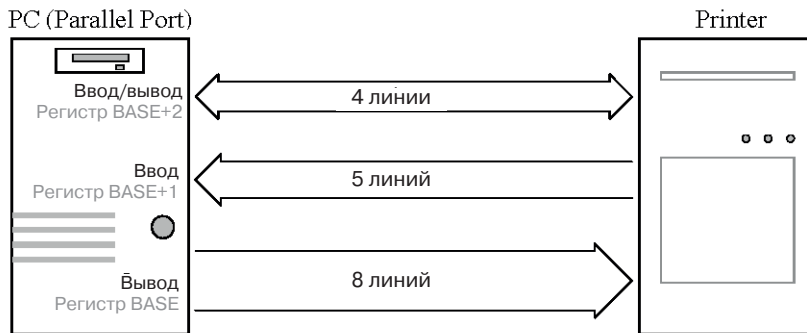 PC (Parallel Port)
Printer
Ввод/вывод
Регистр BASE+2
4 линии
Ввод
Регистр BASE+1
5 линий
Вывод
Регистр BASE
8 линий